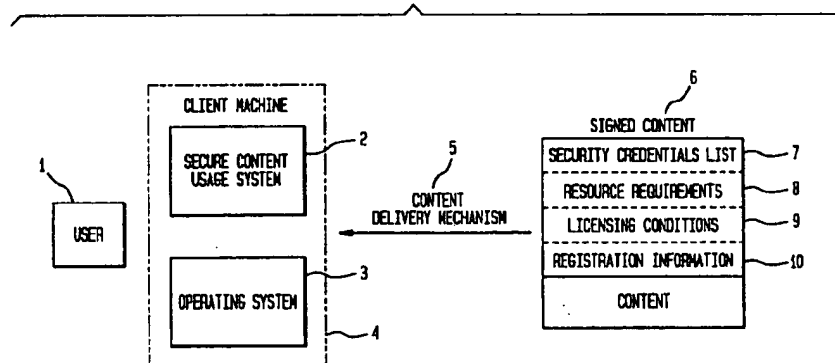 6
CLIENT MACHINE
SIGNED CONTENT
2
SECURE CONTENT
USAGE SYSTEM
SECURITY CREDENTIALS LIST
7
5
1
CONTENT
DELIVERY MECHANISM
RESOURCE REQUIREMENTS
8
USER
LICENSING CONDITIONS
9
3
REGISTRATION INFORMATION
10
OPERATING SYSTEM
CONTENT
4